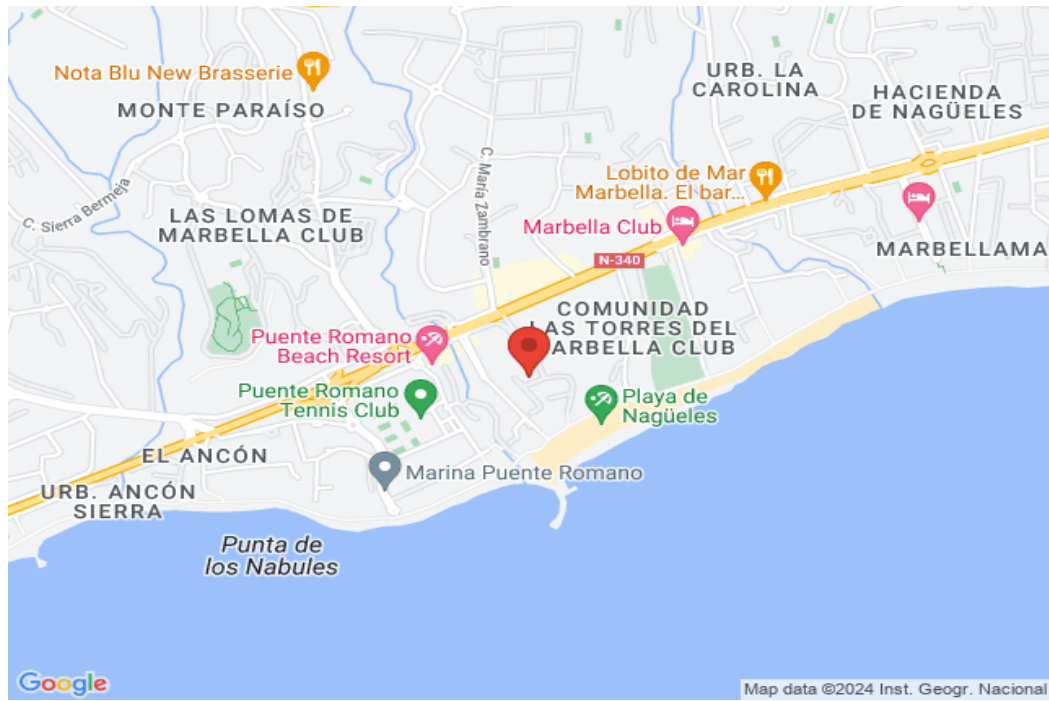 Nota Blu New Brasserie
MONTE PARAÍSO
URB. LA
CAROLINA
HACIENDA
DE NAGÜELES
C. María Zambrano
Lobito de Mar
Marbella. El bar...
C. Sierra Bermeja
LAS LOMAS DE
MARBELLA CLUB
Marbella Club
MARBELLAMA
N-340
COMUNIDAD
LAS TORRES DEL
MARBELLA CLUB
Puente Romano
Beach Resort
Puente Romano
Tennis Club
Playa de
Nagüeles
EL ANCÓN
Marina Puente Romano
URB. ANCÓN
SIERRA
Punta de
los Nabules
Google
Map data ©2024 Inst. Geogr. Nacional